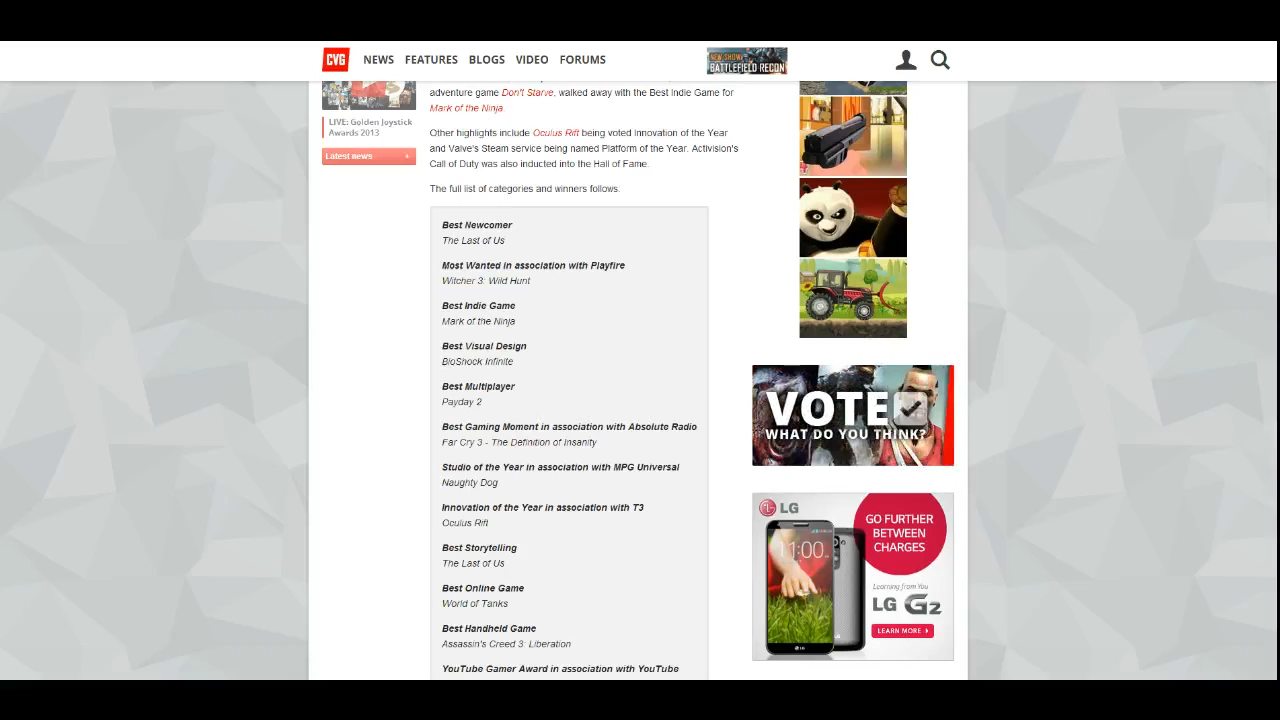 CVG NEWS FEATURES BLOGS VIDEO FORUMS
NEW SHOW:
BATTLEFIELD RECON
LIVE: Golden Joystick
Awards 2013
Latest news
adventure game Don't Starve, walked away with the Best Indie Game for
Mark of the Ninja.
Other highlights include Oculus Rift being voted Innovation of the Year
and Valve's Steam service being named Platform of the Year. Activision's
Call of Duty was also inducted into the Hall of Fame.
The full list of categories and winners follows.
Best Newcomer
The Last of Us
Most Wanted in association with Playfire
Witcher 3: Wild Hunt
Best Indie Game
Mark of the Ninja
Best Visual Design
BioShock Infinite
Best Multiplayer
Payday 2
Best Gaming Moment in association with Absolute Radio
Far Cry 3 - The Definition of Insanity
Studio of the Year in association with MPG Universal
Naughty Dog
Innovation of the Year in association with T3
Oculus Rift
Best Storytelling
The Last of Us
Best Online Game
World of Tanks
Best Handheld Game
Assassin's Creed 3: Liberation
YouTube Gamer Award in association with YouTube
VOTE
WHAT DO YOU THINK?
LG
GO FURTHER
BETWEEN
CHARGES
11:00
Learning from You
LG G2
LEARN MORE
LG